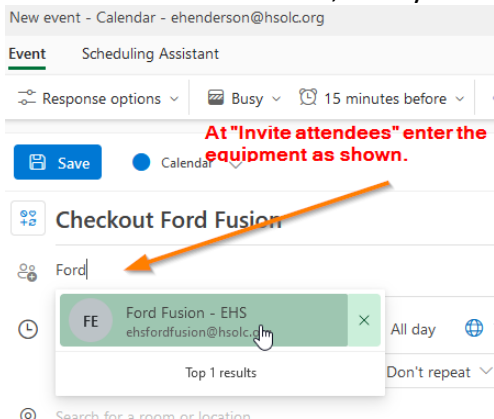 New event - Calendar - ehenderson@hsolc.org
Event Scheduling Assistant
Response options Busy 15 minutes before
At "Invite attendees" enter the
equipment as shown.
Save Calendar
Checkout Ford Fusion
Ford
FE Ford Fusion - EHS
ehsfordfusion@hsolc.org
All day
Top 1 results
Don't repeat
Search for a room or location